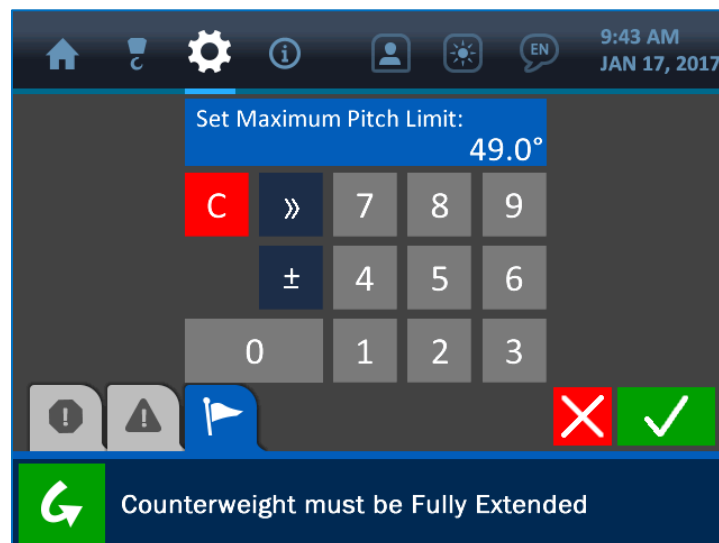 EN
9:43 AM
JAN 17, 2017
Set Maximum Pitch Limit:
49.0°
C » 7 8 9
± 4 5 6
0 1 2 3
Counterweight must be Fully Extended